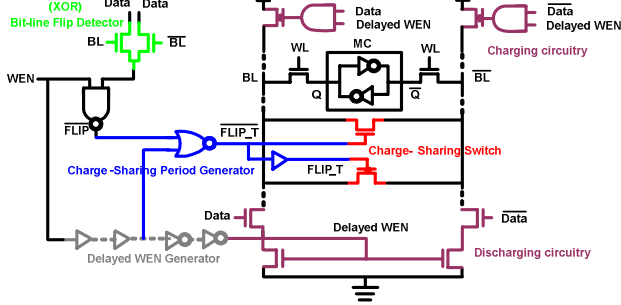 (XOR)
Bit-line Flip Detector
Data Data
Data
Delayed WEN
Data
Delayed WEN
BL
BL
WL
MC
WL
Charging circuitry
WEN
BL
Q
Q
BL
FLIP
FLIP_T
Charge- Sharing Switch
Charge -Sharing Period Generator
FLIP_T
Data
Delayed WEN
Data
Delayed WEN Generator
Discharging circuitry